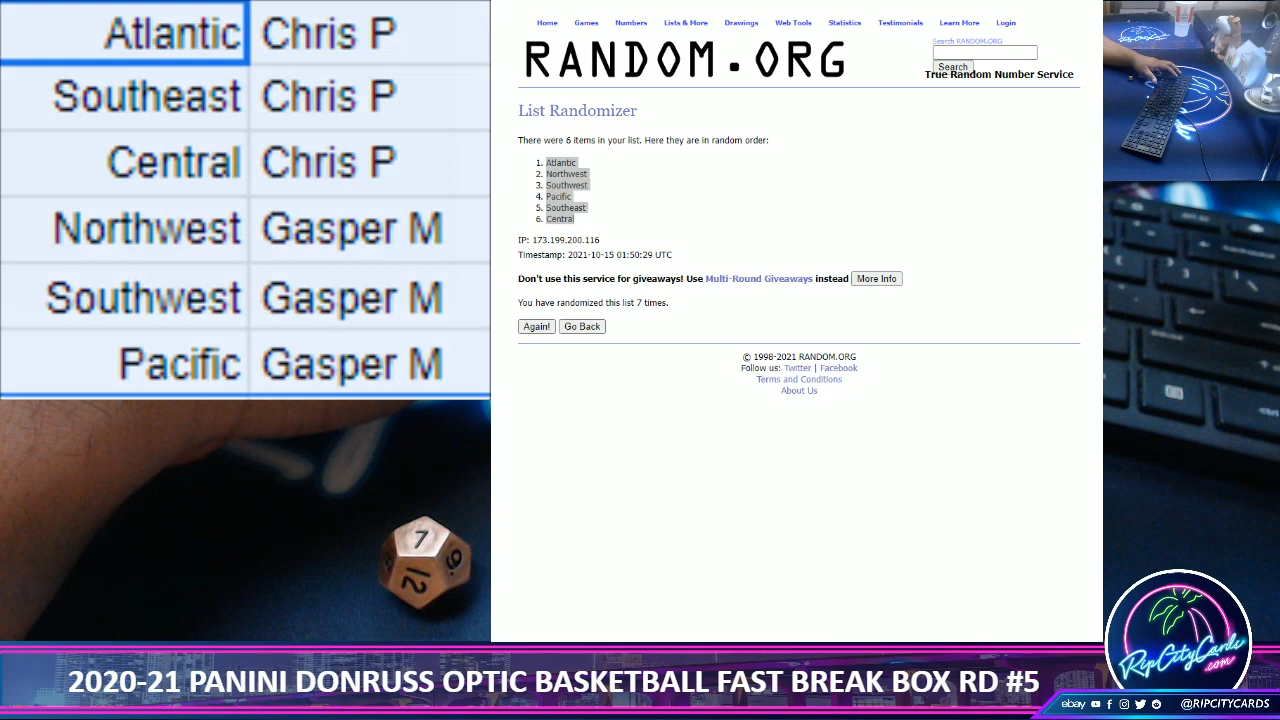 Atlantic Chris P
Southeast Chris P
Central Chris P
Northwest Gasper M
Southwest Gasper M
Pacific Gasper M
Home Games Numbers Lists & More Drawings Web Tools Statistics Testimonials Learn More Login
RANDOM.ORG
Search RANDOM.ORG
Search
True Random Number Service
List Randomizer
There were 6 items in your list. Here they are in random order:
1. Atlantic
2. Northwest
3. Southwest
4. Pacific
5. Southeast
6. Central
IP: 173.199.200.116
Timestamp: 2021-10-15 01:50:29 UTC
Don't use this service for giveaways! Use Multi-Round Giveaways instead More Info
You have randomized this list 7 times.
Again! Go Back
© 1998-2021 RANDOM.ORG
Follow us: Twitter | Facebook
Terms and Conditions
About Us
7
9.
12
RipCityCards
.com
2020-21 PANINI DONRUSS OPTIC BASKETBALL FAST BREAK BOX RD #5
ebay @RIPCITYCARDS